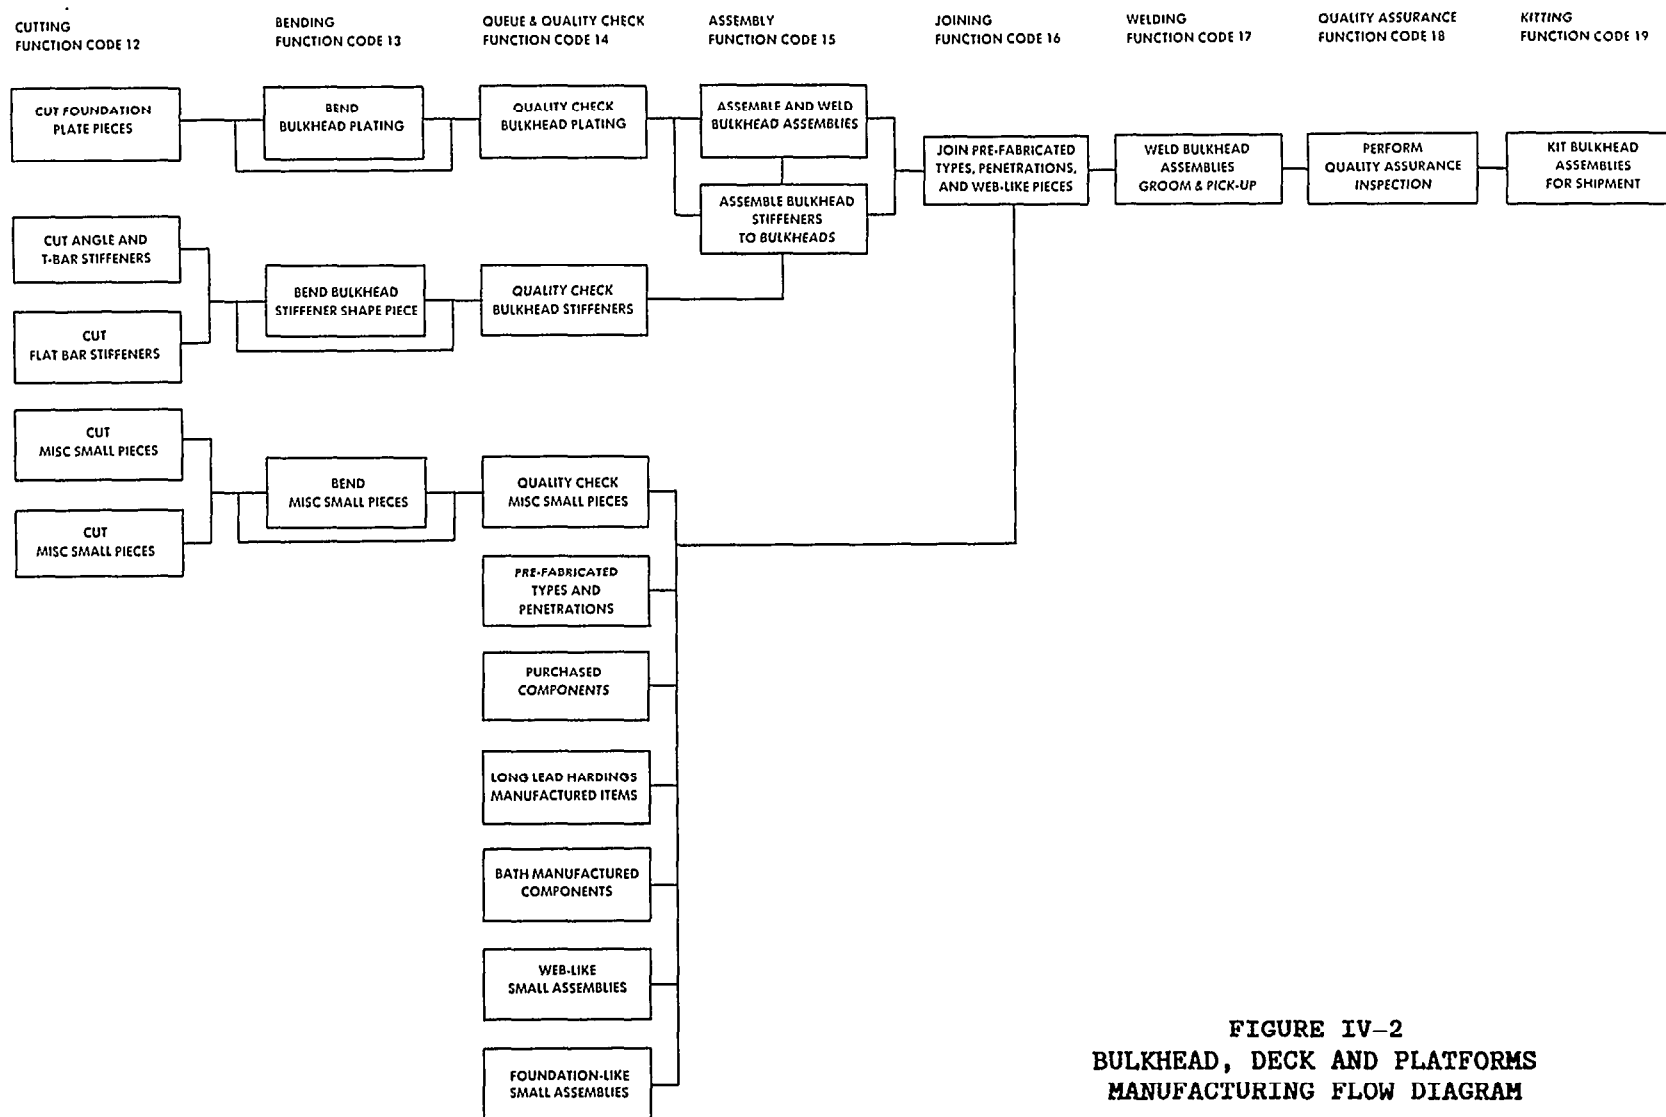 CUTTING
FUNCTION CODE 12
BENDING
FUNCTION CODE 13
QUEUE & QUALITY CHECK
FUNCTION CODE 14
ASSEMBLY
FUNCTION CODE 15
JOINING
FUNCTION CODE 16
WELDING
FUNCTION CODE 17
QUALITY ASSURANCE
FUNCTION CODE 18
KITTING
FUNCTION CODE 19
CUT FOUNDATION
PLATE PIECES
BEND
BULKHEAD PLATING
QUALITY CHECK
BULKHEAD PLATING
ASSEMBLE AND WELD
BULKHEAD ASSEMBLIES
JOIN PRE-FABRICATED
TYPES, PENETRATIONS,
AND WEB-LIKE PIECES
WELD BULKHEAD
ASSEMBLIES
GROOM & PICK-UP
PERFORM
QUALITY ASSURANCE
INSPECTION
KIT BULKHEAD
ASSEMBLIES
FOR SHIPMENT
ASSEMBLE BULKHEAD
STIFFENERS
TO BULKHEADS
CUT ANGLE AND
T-BAR STIFFENERS
BEND BULKHEAD
STIFFENER SHAPE PIECE
QUALITY CHECK
BULKHEAD STIFFENERS
CUT
FLAT BAR STIFFENERS
CUT
MISC SMALL PIECES
BEND
MISC SMALL PIECES
QUALITY CHECK
MISC SMALL PIECES
CUT
MISC SMALL PIECES
PRE-FABRICATED
TYPES AND
PENETRATIONS
PURCHASED
COMPONENTS
LONG LEAD HARDINGS
MANUFACTURED ITEMS
BATH MANUFACTURED
COMPONENTS
WEB-LIKE
SMALL ASSEMBLIES
FOUNDATION-LIKE
SMALL ASSEMBLIES
FIGURE IV-2
BULKHEAD, DECK AND PLATFORMS
MANUFACTURING FLOW DIAGRAM